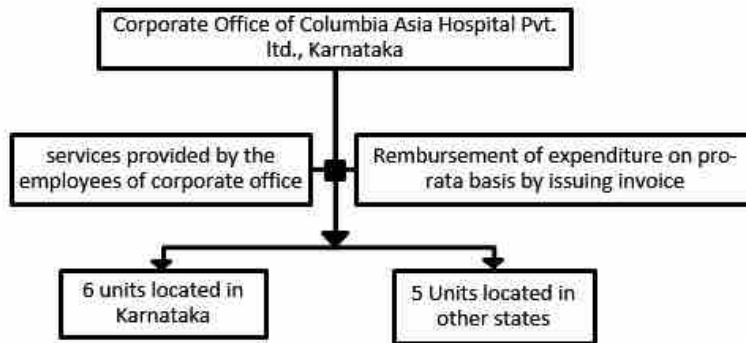 Corporate Office of Columbia Asia Hospital Pvt.
ltd., Karnataka
services provided by the
employees of corporate office
Rembursement of expenditure on pro-
rata basis by issuing invoice
6 units located in
Karnataka
5 Units located in
other states